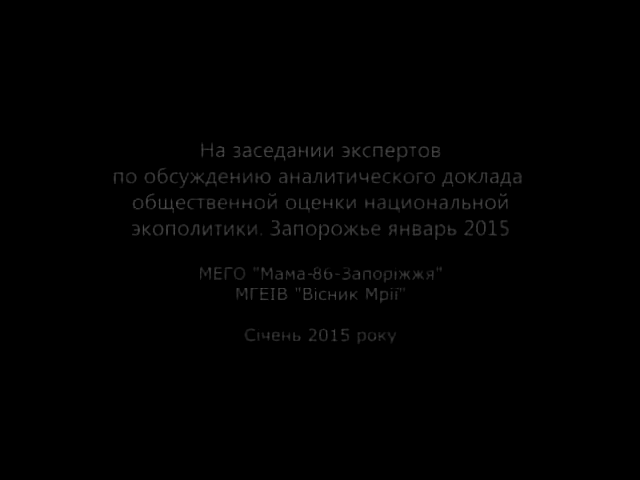 На заседании экспертов
по обсуждению аналитического доклада
общественной оценки национальной
экополитики. Запорожье январь 2015
МЕГО "Мама-86-Запоріжжя"
МГЕІВ "Вісник Мрії"
Січень 2015 року